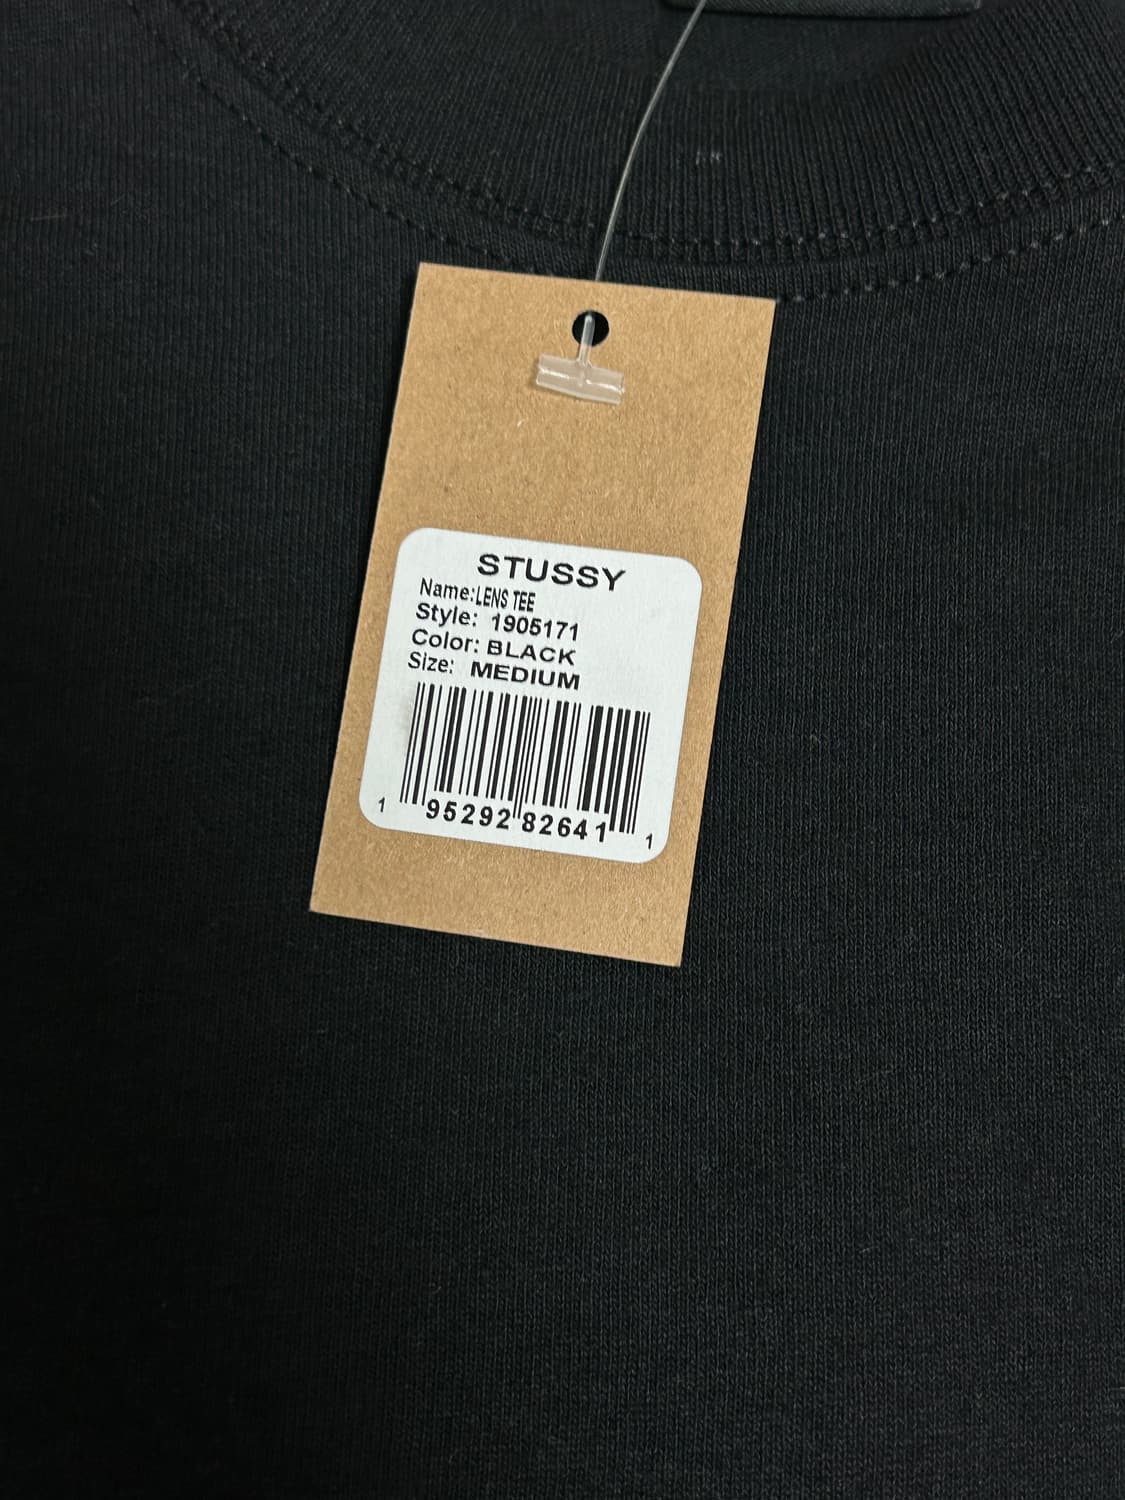 STUSSY
Name:LENS TEE
Style: 1905171
Color: BLACK
Size: MEDIUM
1 95292 82641 1